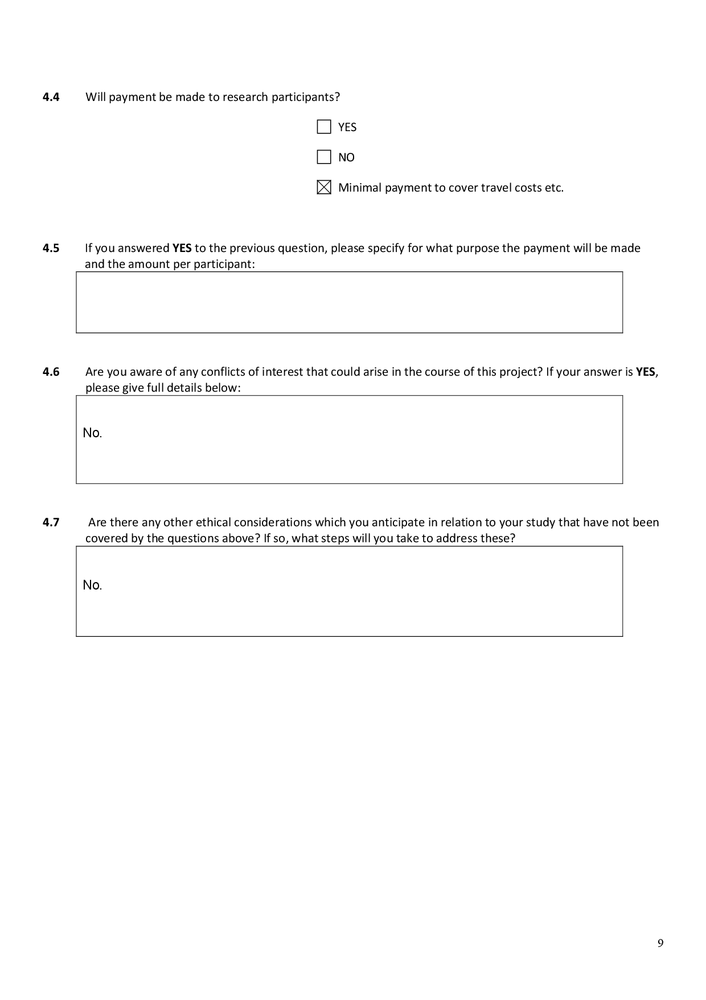 4.4 Will payment be made to research participants?
YES
NO
Minimal payment to cover travel costs etc.
4.5 If you answered YES to the previous question, please specify for what purpose the payment will be made
and the amount per participant:
4.6 Are you aware of any conflicts of interest that could arise in the course of this project? If your answer is YES,
please give full details below:
No.
4.7 Are there any other ethical considerations which you anticipate in relation to your study that have not been
covered by the questions above? If so, what steps will you take to address these?
No.
9